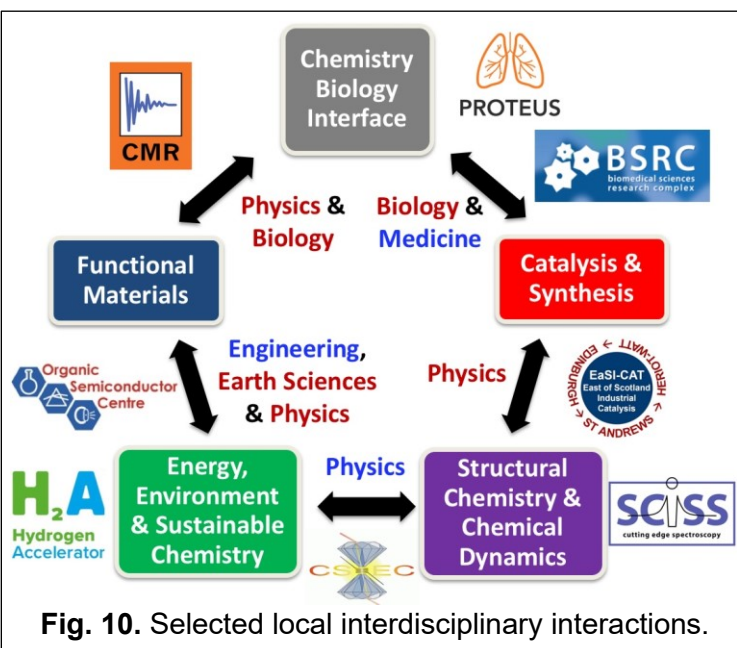 Chemistry
Biology
Interface
PROTEUS
CMR
BSRC
biomedical sciences
research complex
Physics &
Biology
Biology &
Medicine
Functional
Materials
Catalysis &
Synthesis
Organic
Semiconductor
Centre
Engineering,
Earth Sciences
& Physics
Physics
EDINBURGH
HERIOT-WATT
ST ANDREWS
EaSI-CAT
East of Scotland
Industrial
Catalysis
H2A
Hydrogen
Accelerator
Energy,
Environment
& Sustainable
Chemistry
Physics
Structural
Chemistry &
Chemical
Dynamics
SCISS
cutting edge spectroscopy
Fig. 10. Selected local interdisciplinary interactions.